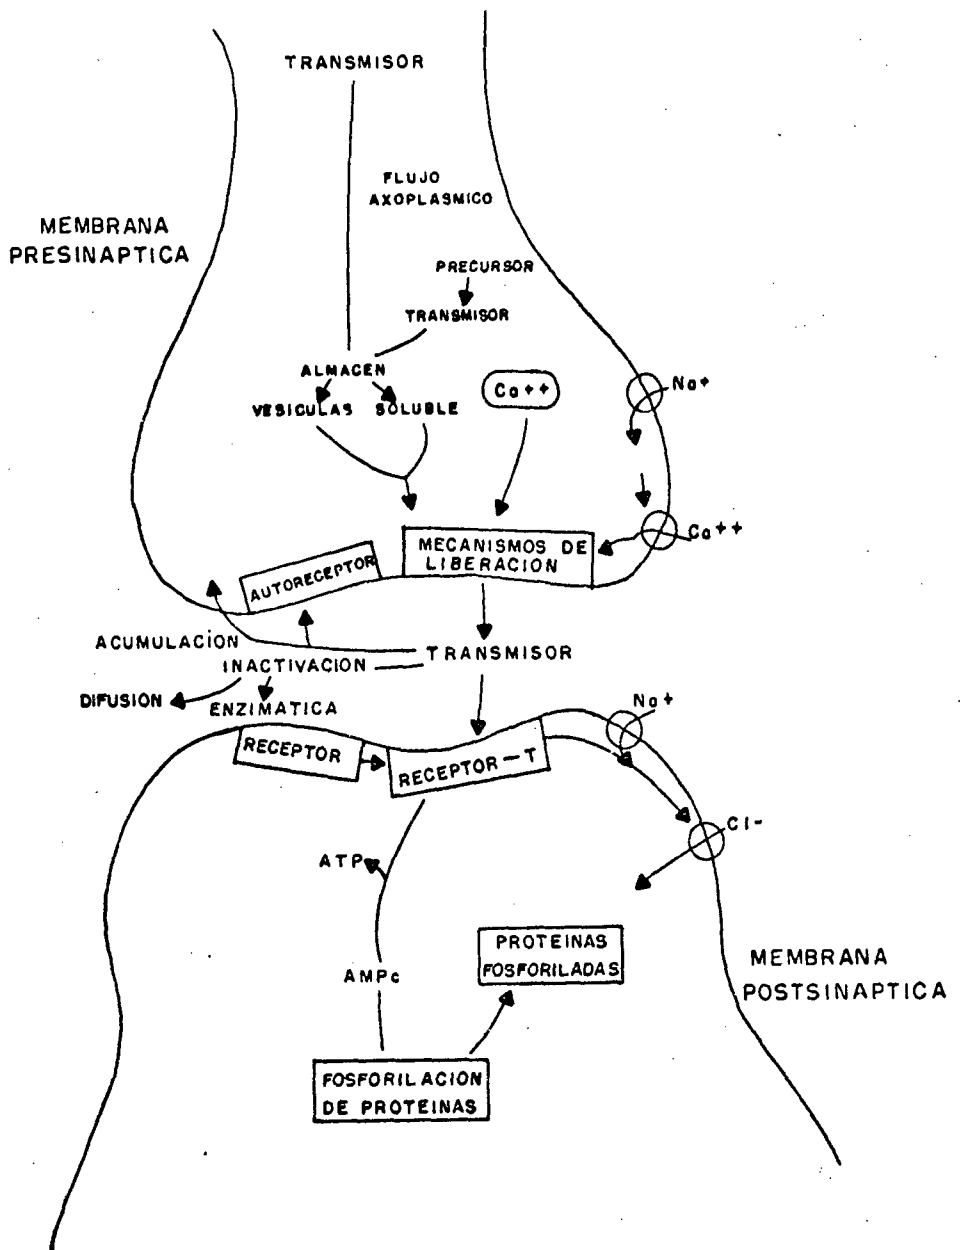 TRANSMISOR
FLUJO
AXOPLASMICO
MEMBRANA
PRESINAPTICA
PRECURSOR
TRANSMISOR
ALMACEN
VESICULAS SOLUBLE
Ca++
Na+
Ca++
MECANISMOS DE
LIBERACION
AUTORECEPTOR
ACUMULACION
INACTIVACION
TRANSMISOR
DIFUSION
ENZIMATICA
Na+
RECEPTOR
RECEPTOR-T
Cl-
ATP
PROTEINAS
FOSFORILADAS
AMPc
MEMBRANA
POSTSINAPTICA
FOSFORILACION
DE PROTEINAS